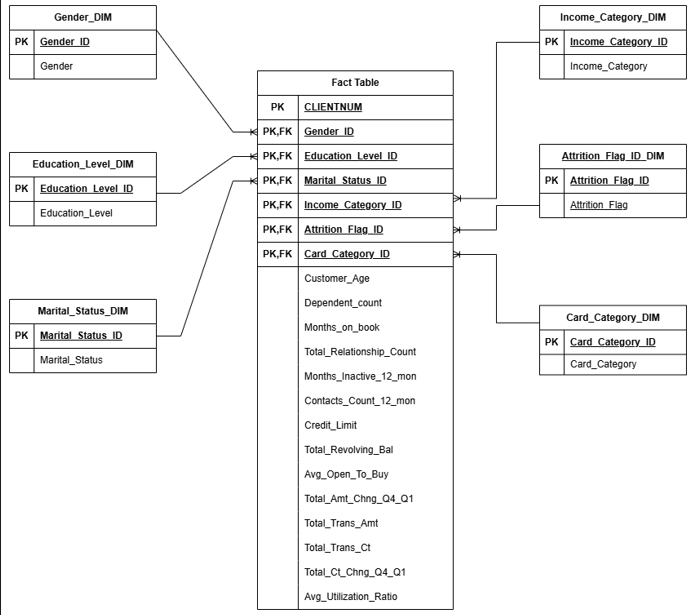 Gender_DIM
PK Gender_ID
Gender
Education_Level_DIM
PK Education_Level_ID
Education_Level
Marital_Status_DIM
PK Marital_Status_ID
Marital_Status
Fact Table
PK CLIENTNUM
PK,FK Gender_ID
PK,FK Education_Level_ID
PK,FK Marital_Status_ID
PK,FK Income_Category_ID
PK,FK Attrition_Flag_ID
PK,FK Card_Category_ID
Customer_Age
Dependent_count
Months_on_book
Total_Relationship_Count
Months_Inactive_12_mon
Contacts_Count_12_mon
Credit_Limit
Total_Revolving_Bal
Avg_Open_To_Buy
Total_Amt_Chng_Q4_Q1
Total_Trans_Amt
Total_Trans_Ct
Total_Ct_Chng_Q4_Q1
Avg_Utilization_Ratio
Income_Category_DIM
PK Income_Category_ID
Income_Category
Attrition_Flag_ID_DIM
PK Attrition_Flag_ID
Attrition_Flag
Card_Category_DIM
PK Card_Category_ID
Card_Category